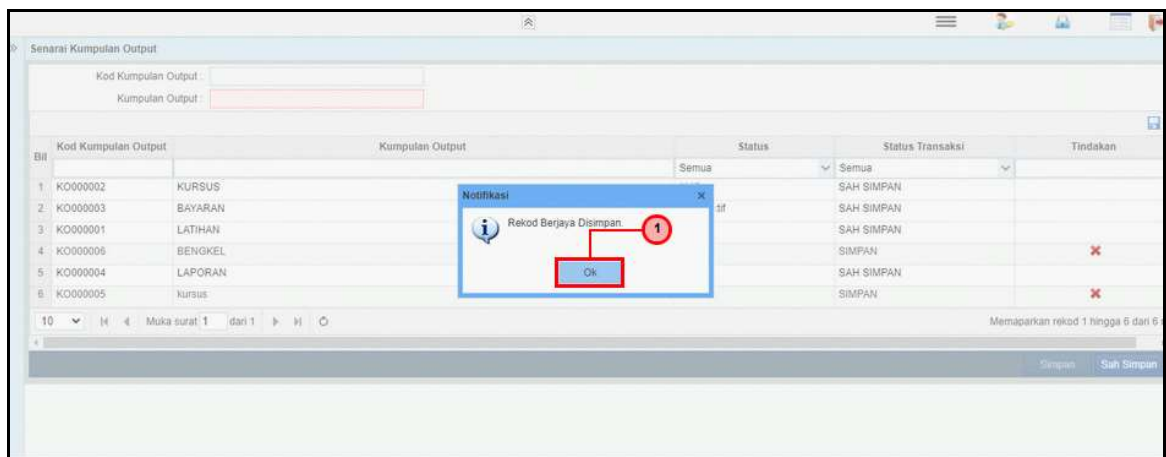 Senarai Kumpulan Output
Kod Kumpulan Output :
Kumpulan Output :
Bil Kod Kumpulan Output Kumpulan Output Status Status Transaksi Tindakan
Semua Semua
1 KO000002 KURSUS SAH SIMPAN
2 KO000003 BAYARAN tif SAH SIMPAN
3 KO000001 LATIHAN SAH SIMPAN
4 KO000006 BENGKEL SIMPAN
5 KO000004 LAPORAN SAH SIMPAN
6 KO000005 kursus SIMPAN
Notifikasi
Rekod Berjaya Disimpan.
1
Ok
10 Muka surat 1 dari 1 Memaparkan rekod 1 hingga 6 dari 6
Simpan Sah Simpan